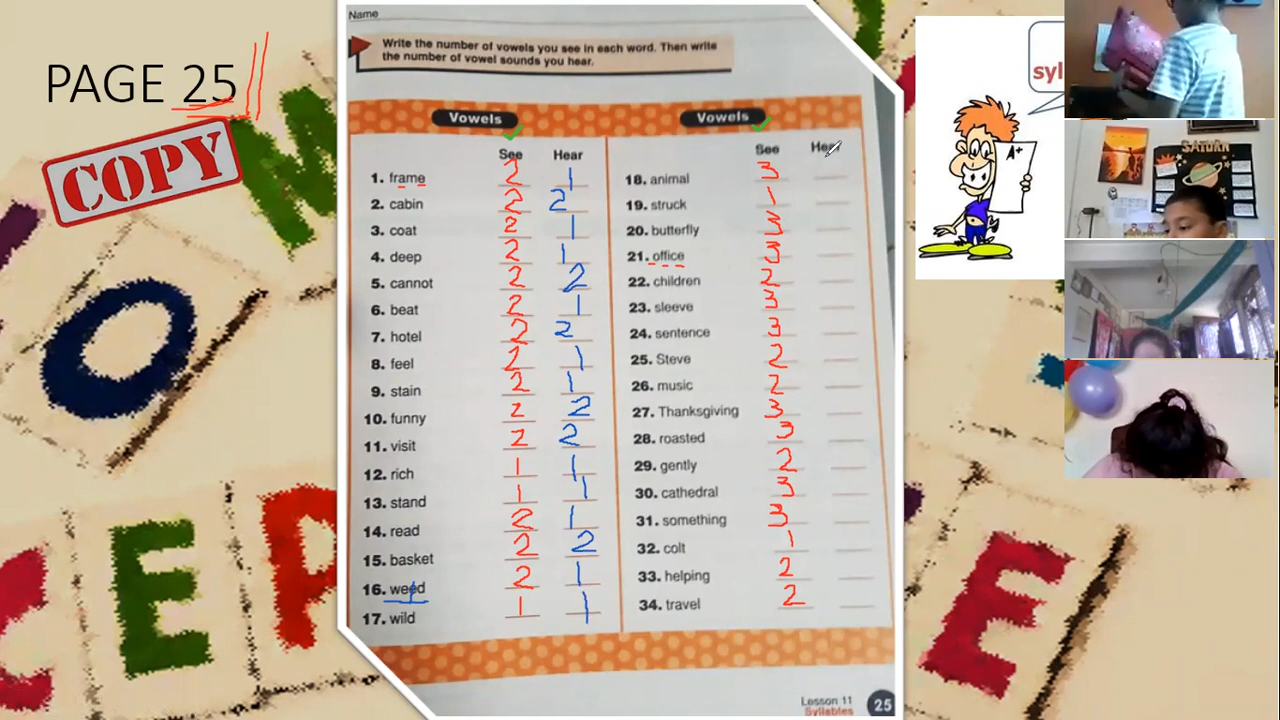 PAGE 25
COPY
Name
Write the number of vowels you see in each word. Then write
the number of vowel sounds you hear.
Vowels
See Hear
1. frame 2 1
2. cabin 2 2
3. coat 2 1
4. deep 2 1
5. cannot 2 2
6. beat 2 1
7. hotel 2 2
8. feel 2 1
9. stain 2 1
10. funny 2 2
11. visit 2 2
12. rich 1 1
13. stand 1 1
14. read 2 1
15. basket 2 2
16. weed 2 1
17. wild 1 1
Vowels
See Hear
18. animal 3
19. struck 1
20. butterfly 3
21. office 3
22. children 2
23. sleeve 3
24. sentence 3
25. Steve 2
26. music 2
27. Thanksgiving 3
28. roasted 3
29. gently 2
30. cathedral 3
31. something 3
32. colt 1
33. helping 2
34. travel 2
Lesson 11
Syllables
25
syl
A+
SATURN
O
M
C
E
P
E